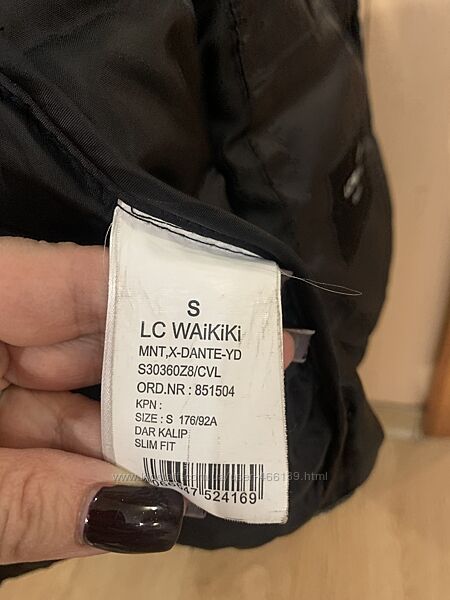 S
LC WAiKiKi
MNT,X-DANTE-YD
S30360Z8/CVL
ORD.NR : 851504
KPN :
SIZE : S 176/92A
DAR KALIP
SLIM FIT
524169